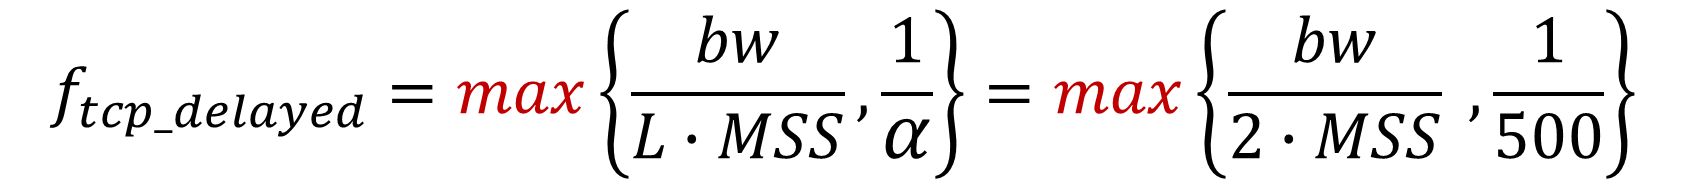 f_{tcp_delayed} = max { bw / (L · MSS) , 1 / α } = max { bw / (2 · MSS) , 1 / 500 }